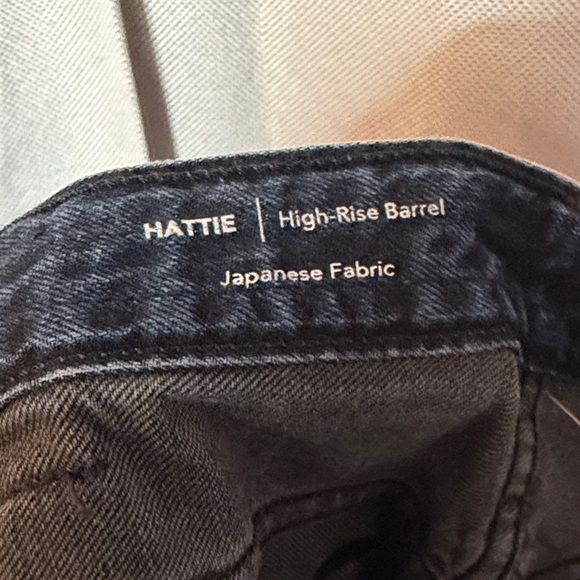 HATTIE | High-Rise Barrel
Japanese Fabric